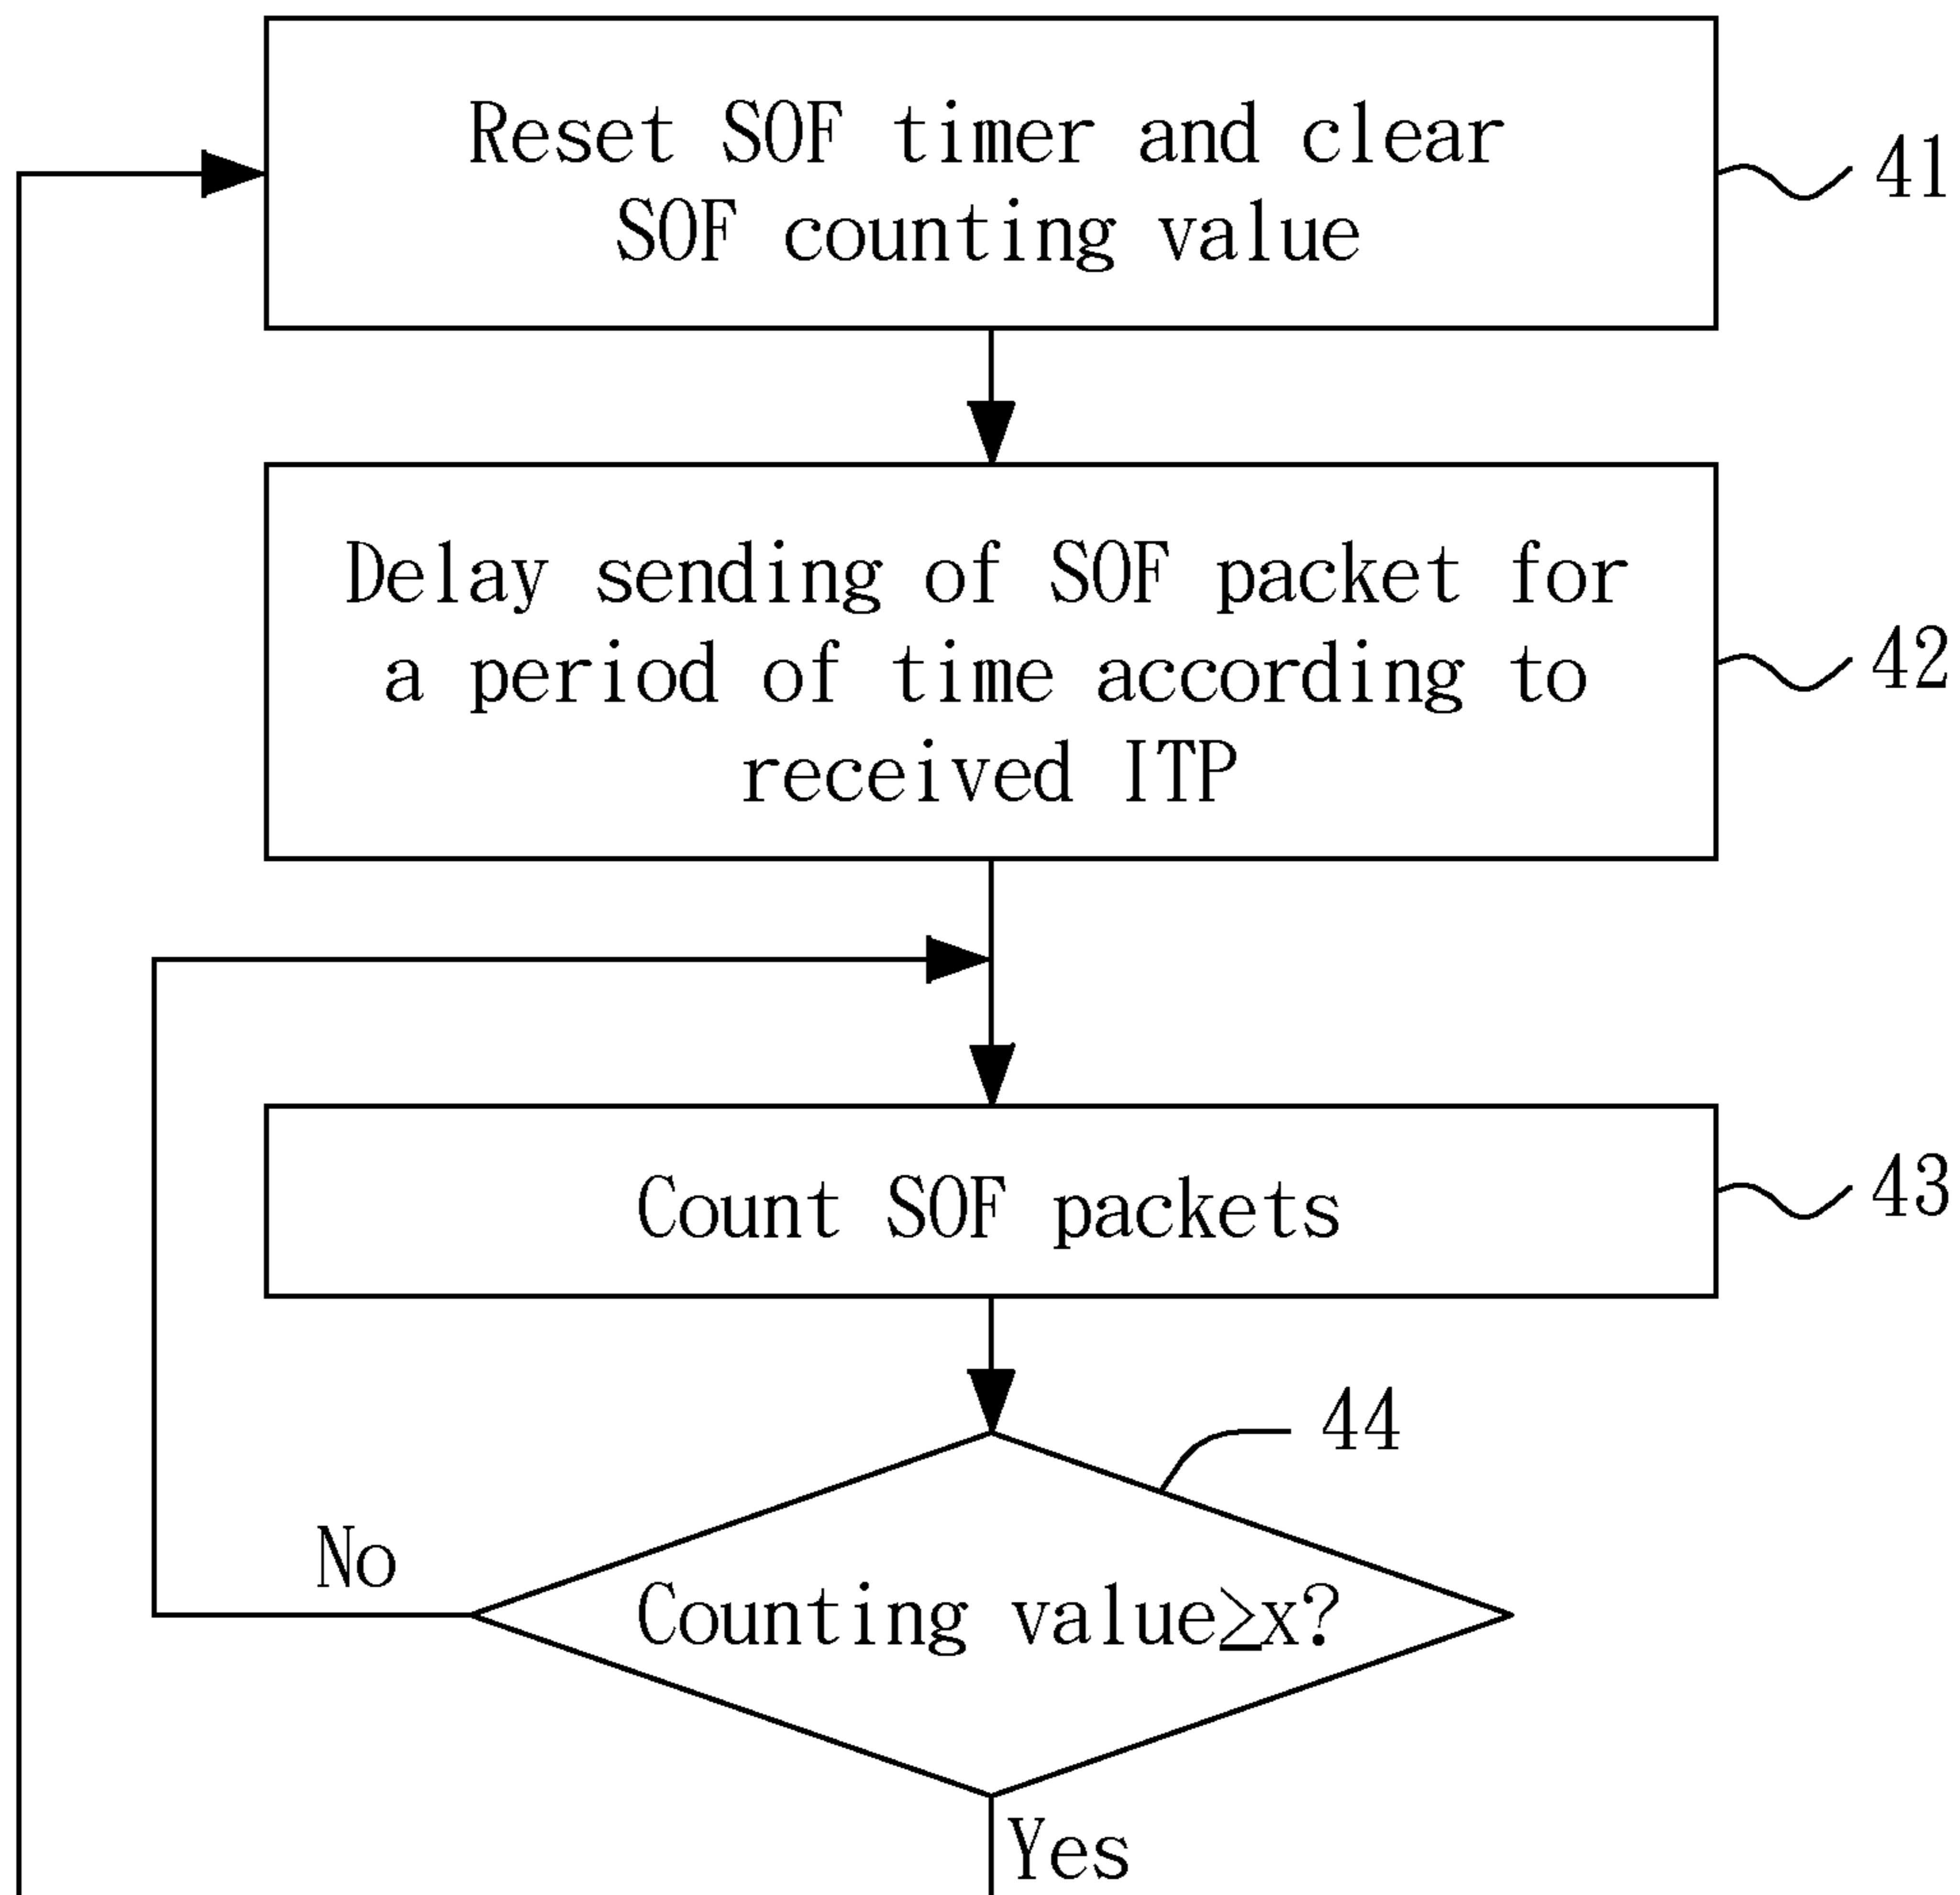 Reset SOF timer and clear
SOF counting value
41
Delay sending of SOF packet for
a period of time according to
received ITP
42
Count SOF packets
43
44
No
Counting value≥x?
Yes